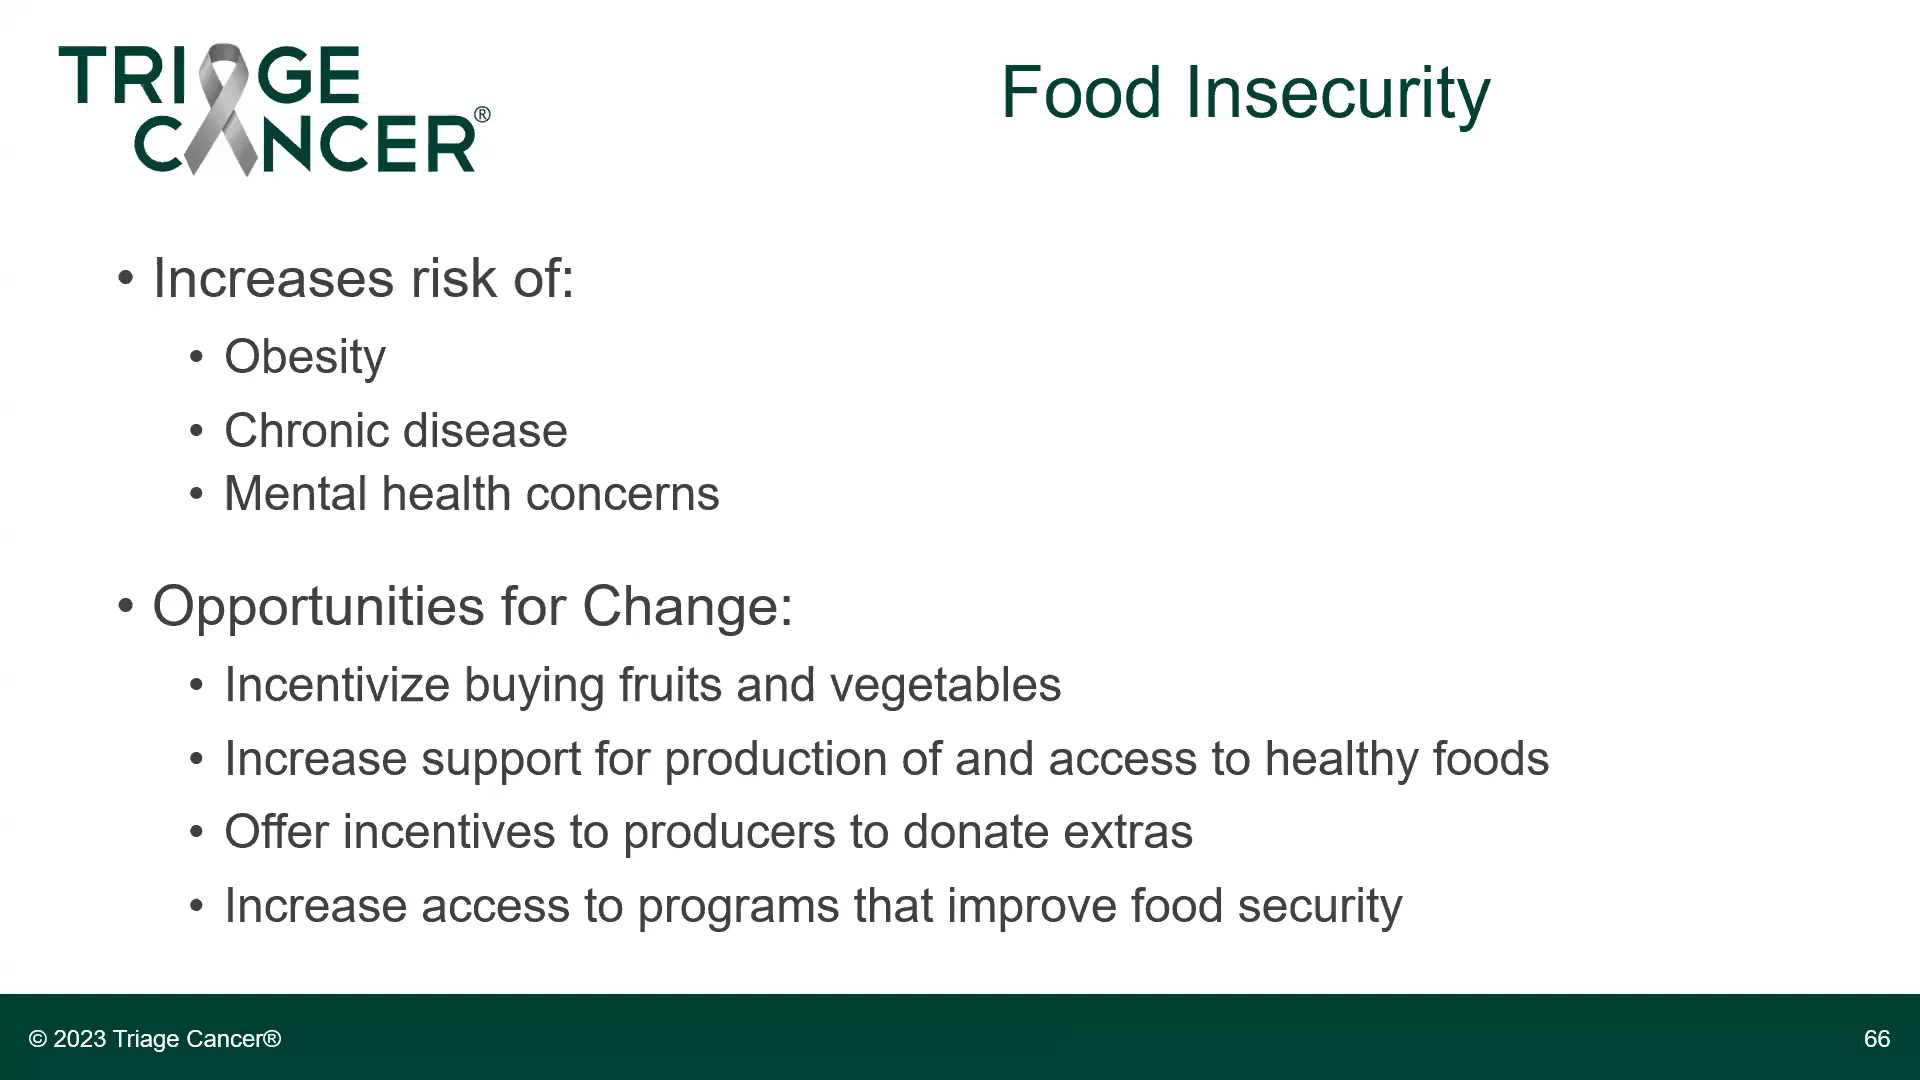 TRIAGE
CANCER®
Food Insecurity
• Increases risk of:
• Obesity
• Chronic disease
• Mental health concerns
• Opportunities for Change:
• Incentivize buying fruits and vegetables
• Increase support for production of and access to healthy foods
• Offer incentives to producers to donate extras
• Increase access to programs that improve food security
© 2023 Triage Cancer®
66